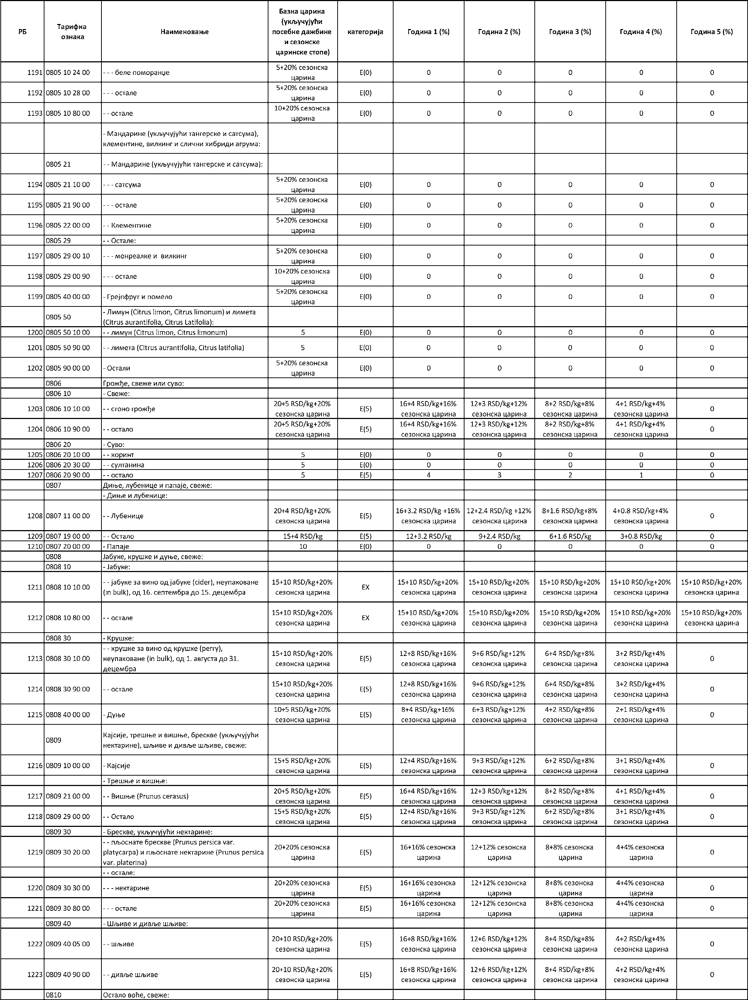 РБ
Тарифна
ознака
Наименовање
Базна царина
(укључујући
посебне дажбине
и сезонске
царинске стопе)
категорија
Година 1 (%)
Година 2 (%)
Година 3 (%)
Година 4 (%)
Година 5 (%)
1191 0805 10 24 00 - - - беле поморанџе 5+20% сезонска царина E(0) 0 0 0 0 0
1192 0805 10 28 00 - - - остале 5+20% сезонска царина E(0) 0 0 0 0 0
1193 0805 10 80 00 - - остале 10+20% сезонска царина E(0) 0 0 0 0 0
- Мандарине (укључујући тангерске и сатсума),
клементине, вилкинг и слични хибриди агрума:
0805 21 - - Мандарине (укључујући тангерске и сатсума):
1194 0805 21 10 00 - - - сатсума 5+20% сезонска царина E(0) 0 0 0 0 0
1195 0805 21 90 00 - - - остале 5+20% сезонска царина E(0) 0 0 0 0 0
1196 0805 22 00 00 - - Клементине 5+20% сезонска царина E(0) 0 0 0 0 0
0805 29 - - Остале:
1197 0805 29 00 10 - - - монреалке и вилкинг 5+20% сезонска царина E(0) 0 0 0 0 0
1198 0805 29 00 90 - - - остале 10+20% сезонска царина E(0) 0 0 0 0 0
1199 0805 40 00 00 - Грејпфрут и помело 5+20% сезонска царина E(0) 0 0 0 0 0
0805 50 - Лимун (Citrus limon, Citrus limonum) и лимета
(Citrus aurantifolia, Citrus Latifolia):
1200 0805 50 10 00 - - лимун (Citrus limon, Citrus limonum) 5 E(0) 0 0 0 0 0
1201 0805 50 90 00 - - лимета (Citrus aurantifolia, Citrus latifolia) 5 E(0) 0 0 0 0 0
1202 0805 90 00 00 - Остали 5+20% сезонска царина E(0) 0 0 0 0 0
0806 Грожђе, свеже или суво:
0806 10 - Свеже:
1203 0806 10 10 00 - - стоно грожђе 20+5 RSD/kg+20% сезонска царина E(5) 16+4 RSD/kg+16% сезонска царина 12+3 RSD/kg+12% сезонска царина 8+2 RSD/kg+8% сезонска царина 4+1 RSD/kg+4% сезонска царина 0
1204 0806 10 90 00 - - остало 20+5 RSD/kg+20% сезонска царина E(5) 16+4 RSD/kg+16% сезонска царина 12+3 RSD/kg+12% сезонска царина 8+2 RSD/kg+8% сезонска царина 4+1 RSD/kg+4% сезонска царина 0
0806 20 - Суво:
1205 0806 20 10 00 - - коринт 5 E(0) 0 0 0 0 0
1206 0806 20 30 00 - - султанина 5 E(0) 0 0 0 0 0
1207 0806 20 90 00 - - остало 5 E(5) 4 3 2 1 0
0807 Диње, лубенице и папаје, свеже:
- Диње и лубенице:
1208 0807 11 00 00 - - Лубенице 20+4 RSD/kg+20% сезонска царина E(5) 16+3.2 RSD/kg +16% сезонска царина 12+2.4 RSD/kg +12% сезонска царина 8+1.6 RSD/kg+8% сезонска царина 4+0.8 RSD/kg+4% сезонска царина 0
1209 0807 19 00 00 - - Остало 15+4 RSD/kg E(5) 12+3.2 RSD/kg 9+2.4 RSD/kg 6+1.6 RSD/kg 3+0.8 RSD/kg 0
1210 0807 20 00 00 - Папаје 10 E(0) 0 0 0 0 0
0808 Јабуке, крушке и дуње, свеже:
0808 10 - Јабуке:
1211 0808 10 10 00 - - јабуке за вино од јабуке (cider), неупаковане
(in bulk), од 16. септембра до 15. децембра 15+10 RSD/kg+20% сезонска царина EX 15+10 RSD/kg+20% сезонска царина 15+10 RSD/kg+20% сезонска царина 15+10 RSD/kg+20% сезонска царина 15+10 RSD/kg+20% сезонска царина 15+10 RSD/kg+20% сезонска царина
1212 0808 10 80 00 - - остале 15+10 RSD/kg+20% сезонска царина EX 15+10 RSD/kg+20% сезонска царина 15+10 RSD/kg+20% сезонска царина 15+10 RSD/kg+20% сезонска царина 15+10 RSD/kg+20% сезонска царина 15+10 RSD/kg+20% сезонска царина
0808 30 - Крушке:
1213 0808 30 10 00 - - крушке за вино од крушке (perry),
неупаковане (in bulk), од 1. августа до 31.
децембра 15+10 RSD/kg+20% сезонска царина E(5) 12+8 RSD/kg+16% сезонска царина 9+6 RSD/kg+12% сезонска царина 6+4 RSD/kg+8% сезонска царина 3+2 RSD/kg+4% сезонска царина 0
1214 0808 30 90 00 - - остале 15+10 RSD/kg+20% сезонска царина E(5) 12+8 RSD/kg+16% сезонска царина 9+6 RSD/kg+12% сезонска царина 6+4 RSD/kg+8% сезонска царина 3+2 RSD/kg+4% сезонска царина 0
1215 0808 40 00 00 - Дуње 10+5 RSD/kg+20% сезонска царина E(5) 8+4 RSD/kg+16% сезонска царина 6+3 RSD/kg+12% сезонска царина 4+2 RSD/kg+8% сезонска царина 2+1 RSD/kg+4% сезонска царина 0
0809 Кајсије, трешње и вишње, брескве (укључујући
нектарине), шљиве и дивље шљиве, свеже:
1216 0809 10 00 00 - Кајсије 15+5 RSD/kg+20% сезонска царина E(5) 12+4 RSD/kg+16% сезонска царина 9+3 RSD/kg+12% сезонска царина 6+2 RSD/kg+8% сезонска царина 3+1 RSD/kg+4% сезонска царина 0
- Трешње и вишње:
1217 0809 21 00 00 - - Вишње (Prunus cerasus) 20+5 RSD/kg+20% сезонска царина E(5) 16+4 RSD/kg+16% сезонска царина 12+3 RSD/kg+12% сезонска царина 8+2 RSD/kg+8% сезонска царина 4+1 RSD/kg+4% сезонска царина 0
1218 0809 29 00 00 - - Остало 15+5 RSD/kg+20% сезонска царина E(5) 12+4 RSD/kg+16% сезонска царина 9+3 RSD/kg+12% сезонска царина 6+2 RSD/kg+8% сезонска царина 3+1 RSD/kg+4% сезонска царина 0
0809 30 - Брескве, укључујући нектарине:
1219 0809 30 20 00 - - пљоснате брескве (Prunus persica var.
platycarpa) и пљоснате нектарине (Prunus persica
var. platerina) 20+20% сезонска царина E(5) 16+16% сезонска царина 12+12% сезонска царина 8+8% сезонска царина 4+4% сезонска царина 0
- - остале:
1220 0809 30 30 00 - - - нектарине 20+20% сезонска царина E(5) 16+16% сезонска царина 12+12% сезонска царина 8+8% сезонска царина 4+4% сезонска царина 0
1221 0809 30 80 00 - - - остале 20+20% сезонска царина E(5) 16+16% сезонска царина 12+12% сезонска царина 8+8% сезонска царина 4+4% сезонска царина 0
0809 40 - Шљиве и дивље шљиве:
1222 0809 40 05 00 - - шљиве 20+10 RSD/kg+20% сезонска царина E(5) 16+8 RSD/kg+16% сезонска царина 12+6 RSD/kg+12% сезонска царина 8+4 RSD/kg+8% сезонска царина 4+2 RSD/kg+4% сезонска царина 0
1223 0809 40 90 00 - - дивље шљиве 20+10 RSD/kg+20% сезонска царина E(5) 16+8 RSD/kg+16% сезонска царина 12+6 RSD/kg+12% сезонска царина 8+4 RSD/kg+8% сезонска царина 4+2 RSD/kg+4% сезонска царина 0
0810 Остало воће, свеже: